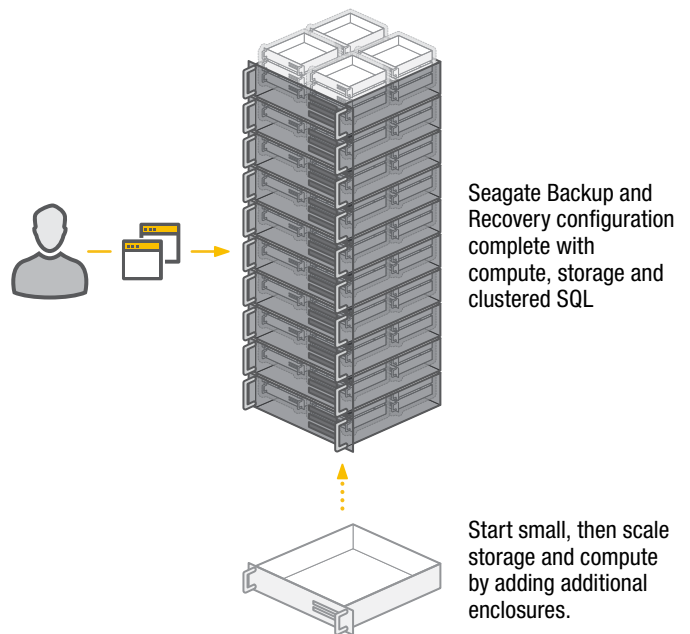 Seagate Backup and
Recovery configuration
complete with
compute, storage and
clustered SQL
Start small, then scale
storage and compute
by adding additional
enclosures.